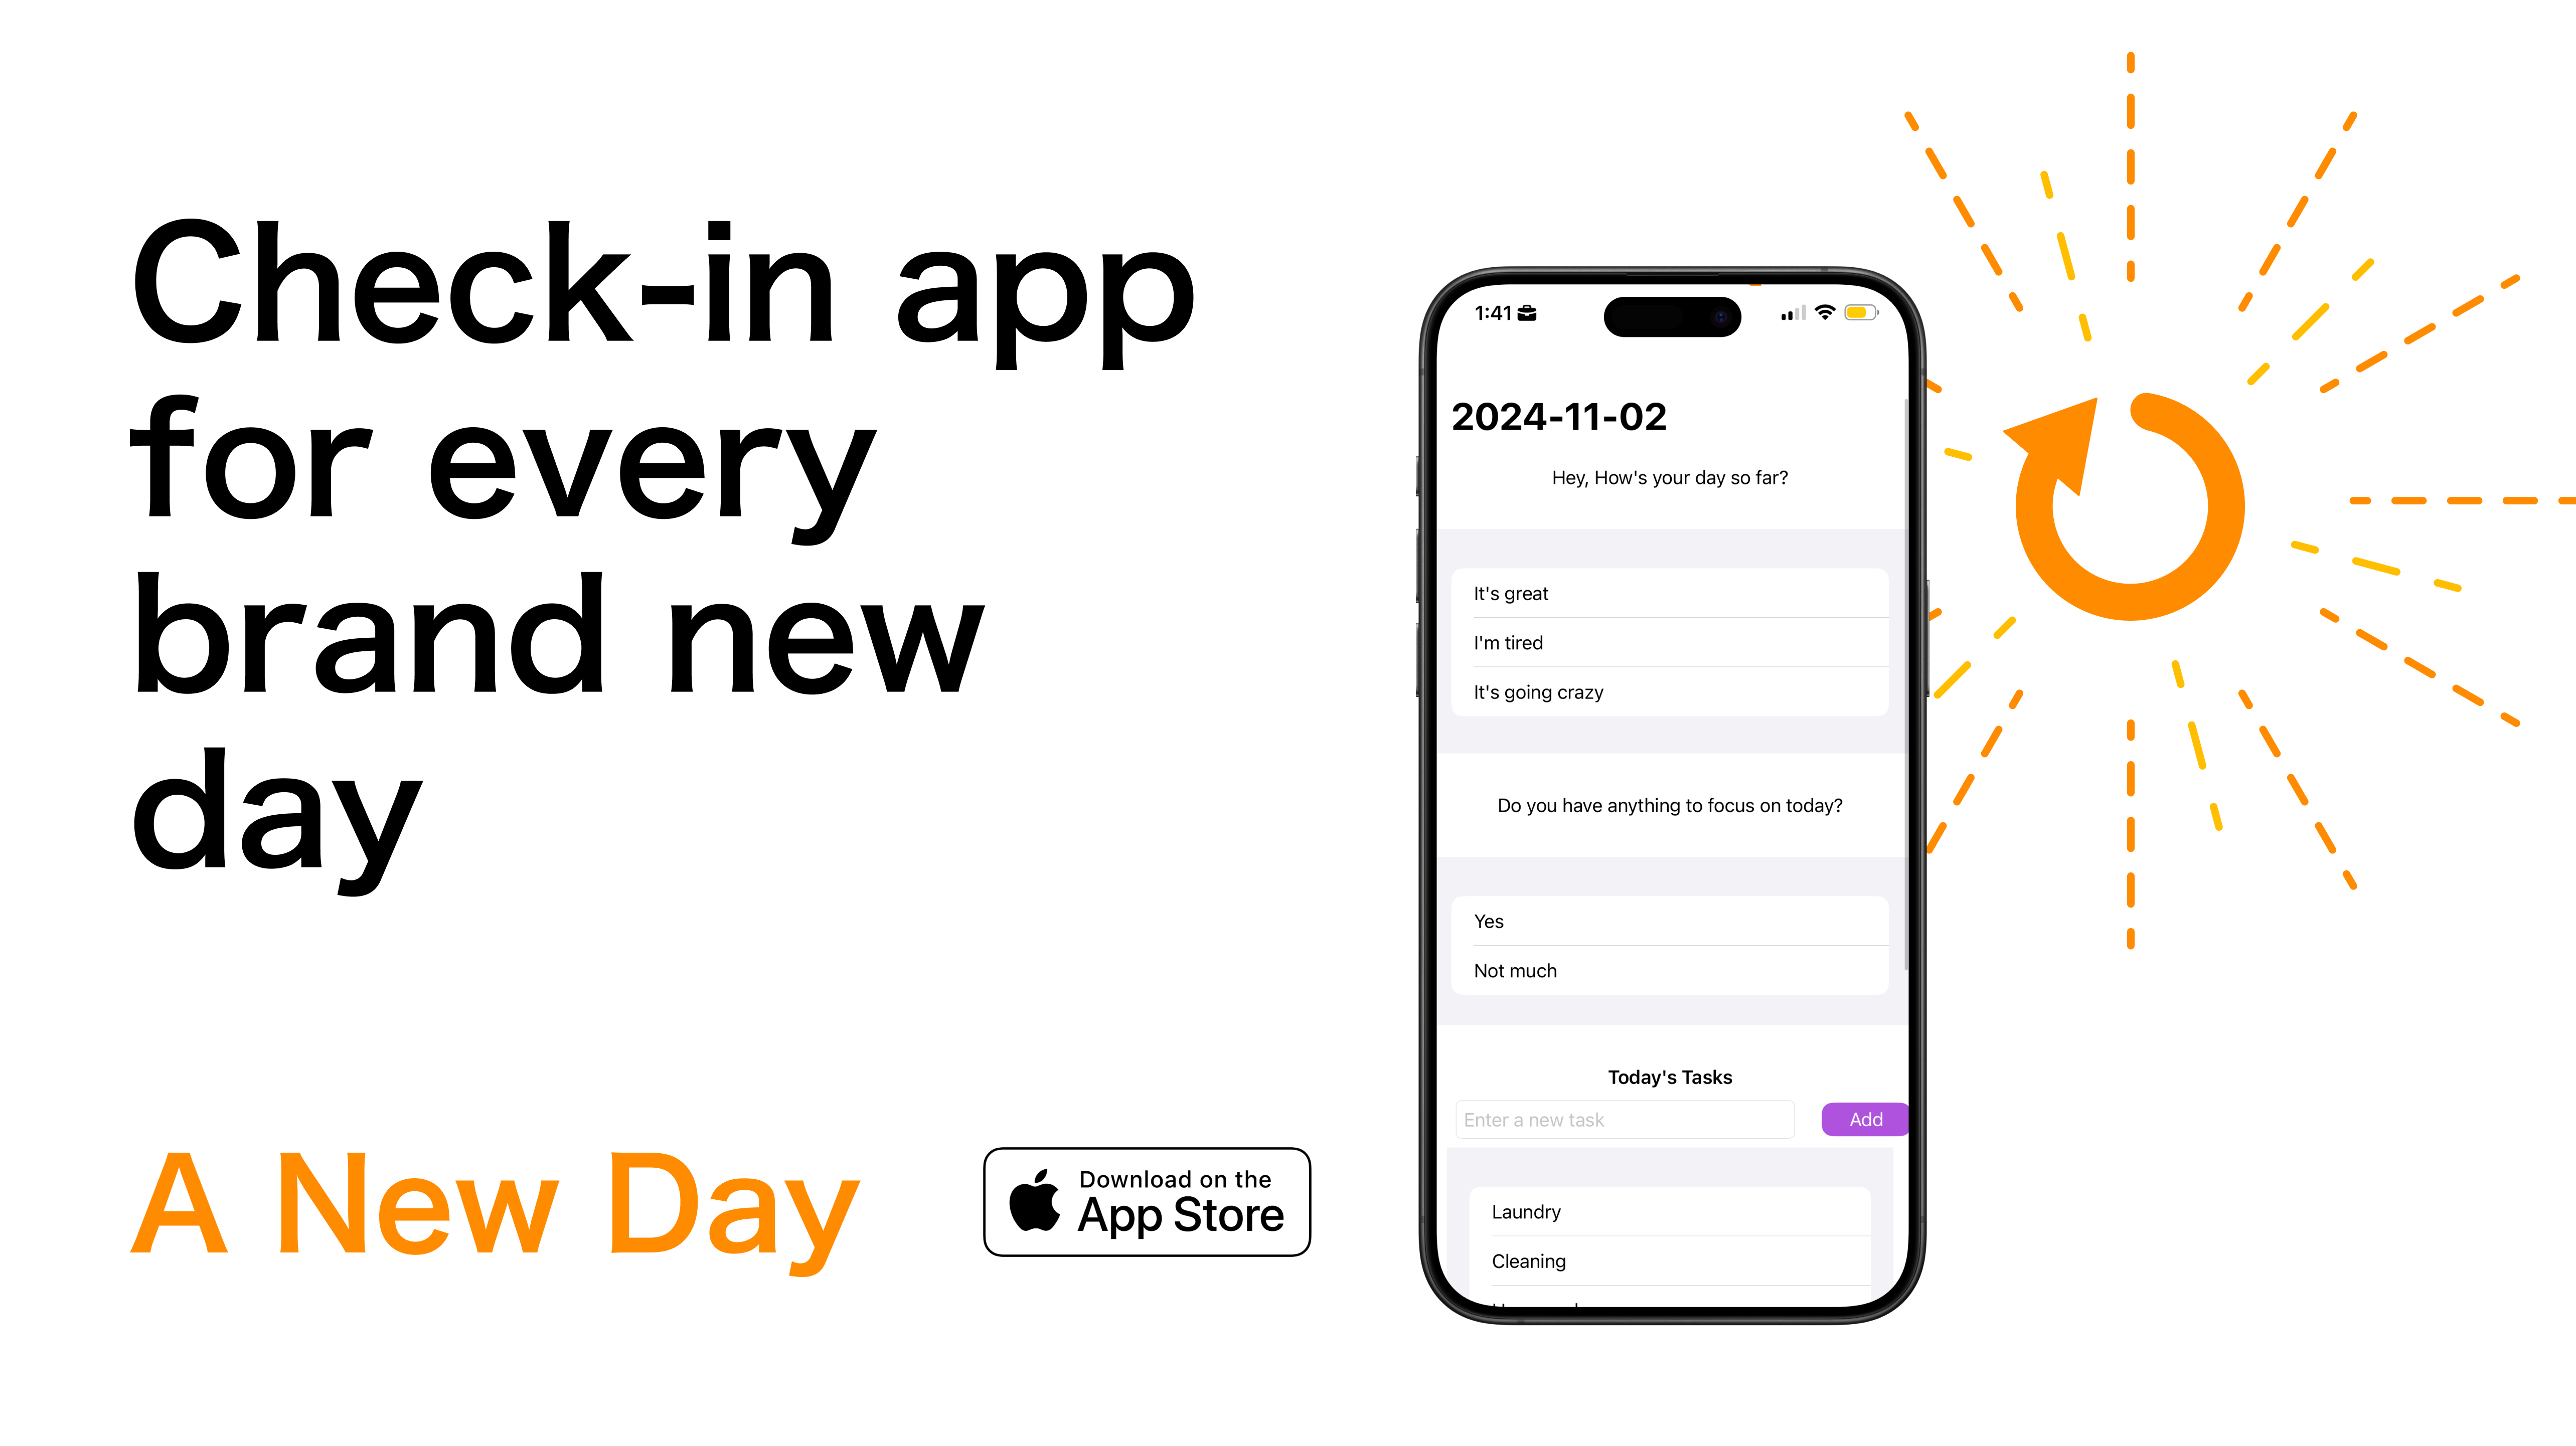 Check-in app
for every
brand new
day
A New Day
Download on the
App Store
1:41
2024-11-02
Hey, How's your day so far?
It's great
I'm tired
It's going crazy
Do you have anything to focus on today?
Yes
Not much
Today's Tasks
Enter a new task
Add
Laundry
Cleaning